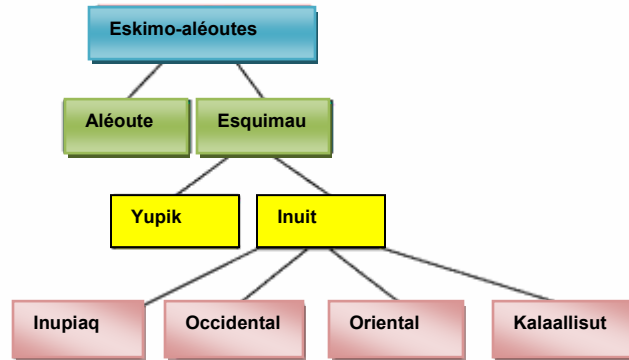 Eskimo-aléoutes
Aléoute
Esquimau
Yupik
Inuit
Inupiaq
Occidental
Oriental
Kalaallisut